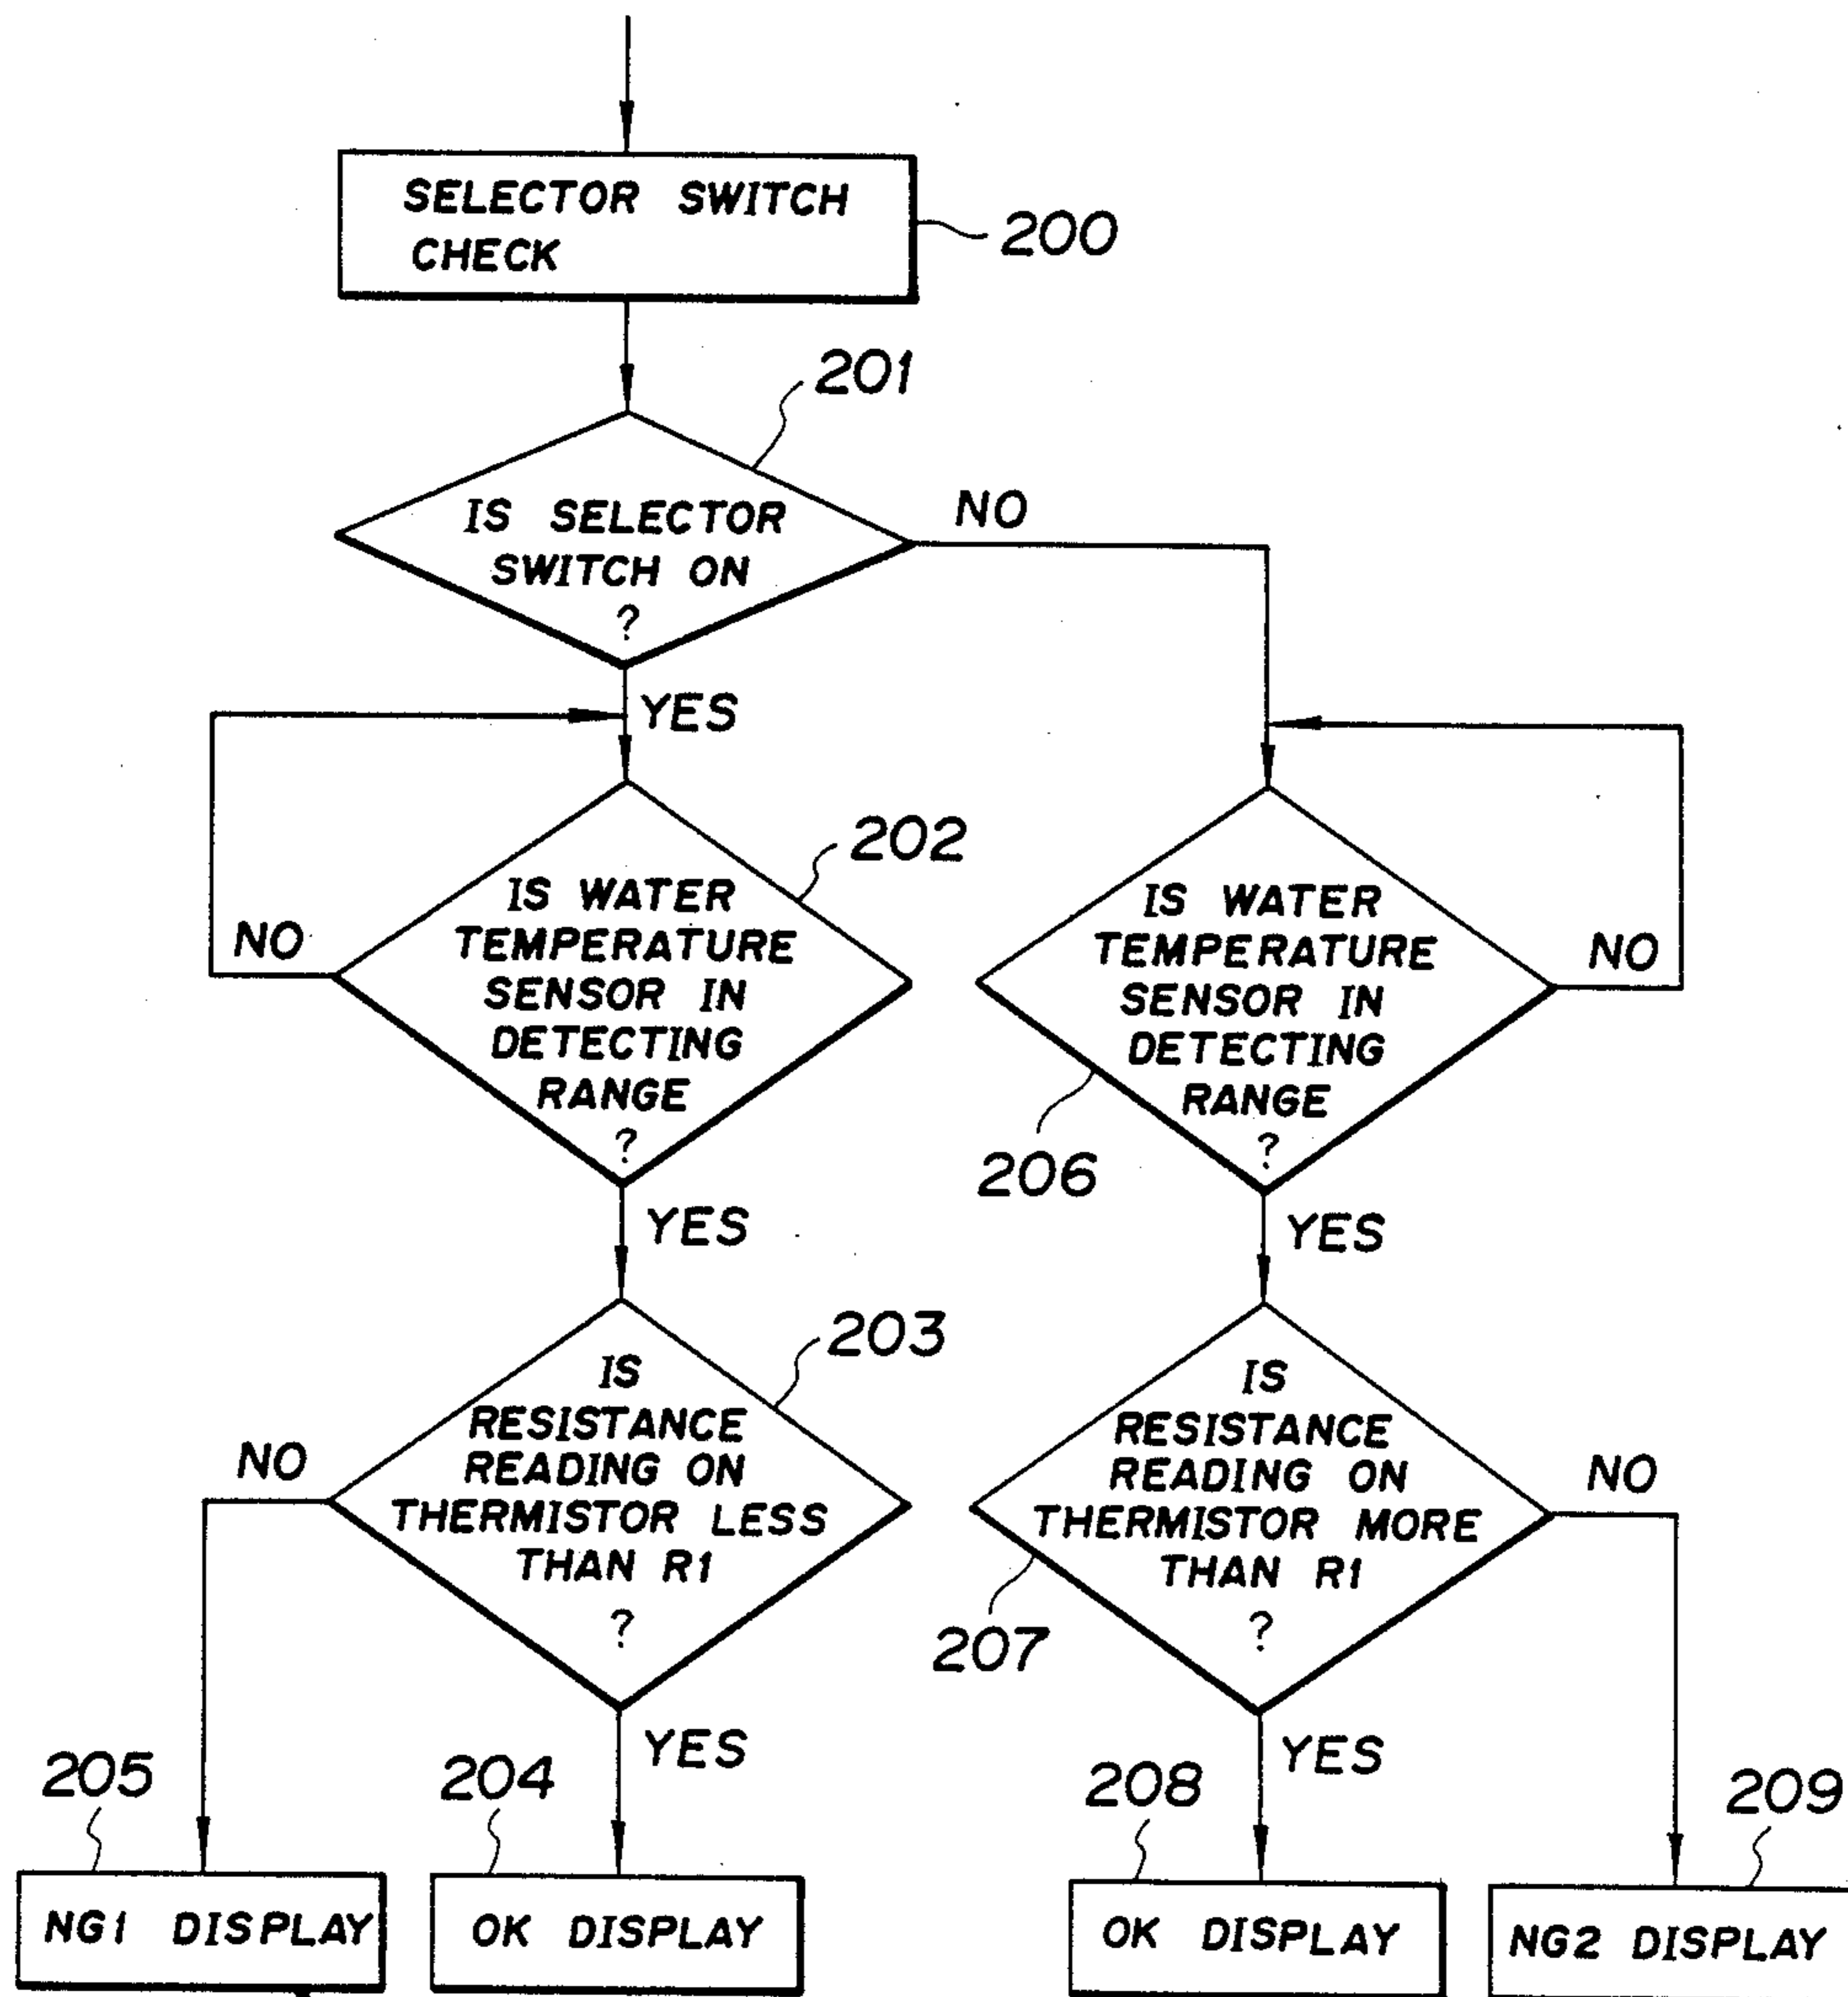 SELECTOR SWITCH
CHECK
200
201
IS SELECTOR
SWITCH ON
?
NO
YES
202
IS WATER
TEMPERATURE
SENSOR IN
DETECTING
RANGE
?
NO
YES
IS WATER
TEMPERATURE
SENSOR IN
DETECTING
RANGE
?
NO
206
YES
203
IS
RESISTANCE
READING ON
THERMISTOR LESS
THAN R1
?
NO
YES
IS
RESISTANCE
READING ON
THERMISTOR MORE
THAN R1
?
NO
207
YES
205
204
208
209
NG1 DISPLAY
OK DISPLAY
OK DISPLAY
NG2 DISPLAY